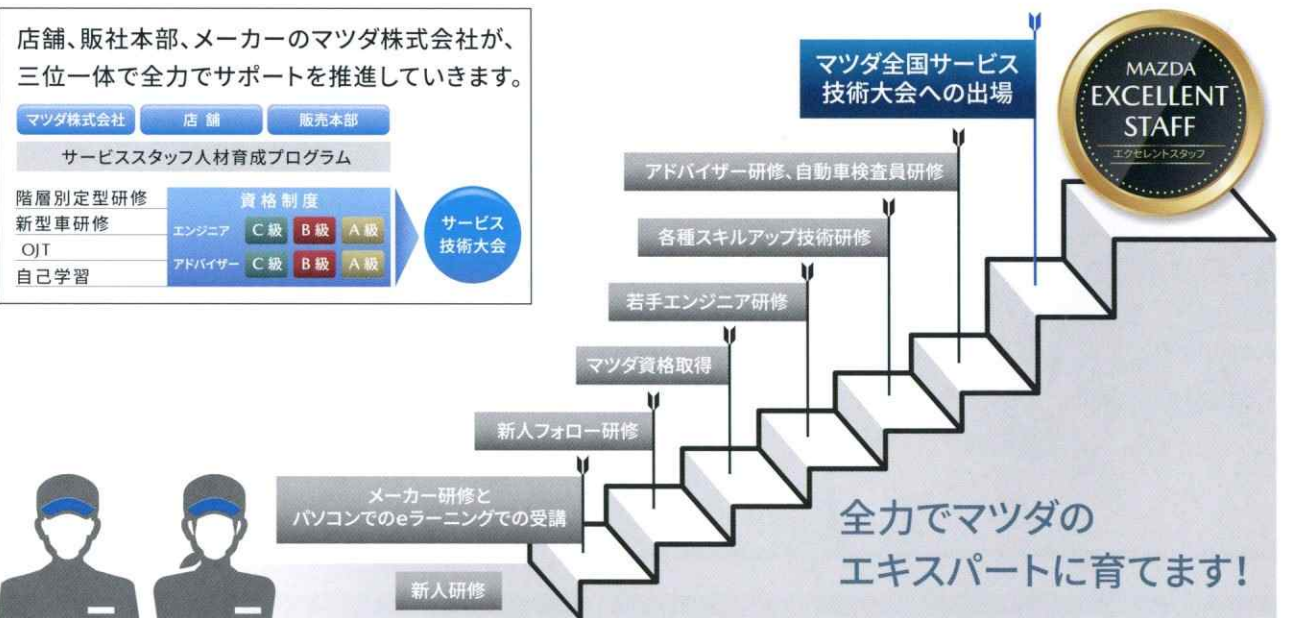 店舗、販社本部、メーカーのマツダ株式会社が、
三位一体で全力でサポートを推進していきます。
マツダ株式会社
店舗
販売本部
サービススタッフ人材育成プログラム
階層別定型研修
新型車研修
OJT
自己学習
資格制度
エンジニア C級 B級 A級
アドバイザー C級 B級 A級
サービス
技術大会
マツダ全国サービス
技術大会への出場
MAZDA
EXCELLENT
STAFF
エクセレントスタッフ
アドバイザー研修、自動車検査員研修
各種スキルアップ技術研修
若手エンジニア研修
マツダ資格取得
新人フォロー研修
メーカー研修と
パソコンでのeラーニングでの受講
新人研修
全力でマツダの
エキスパートに育てます!